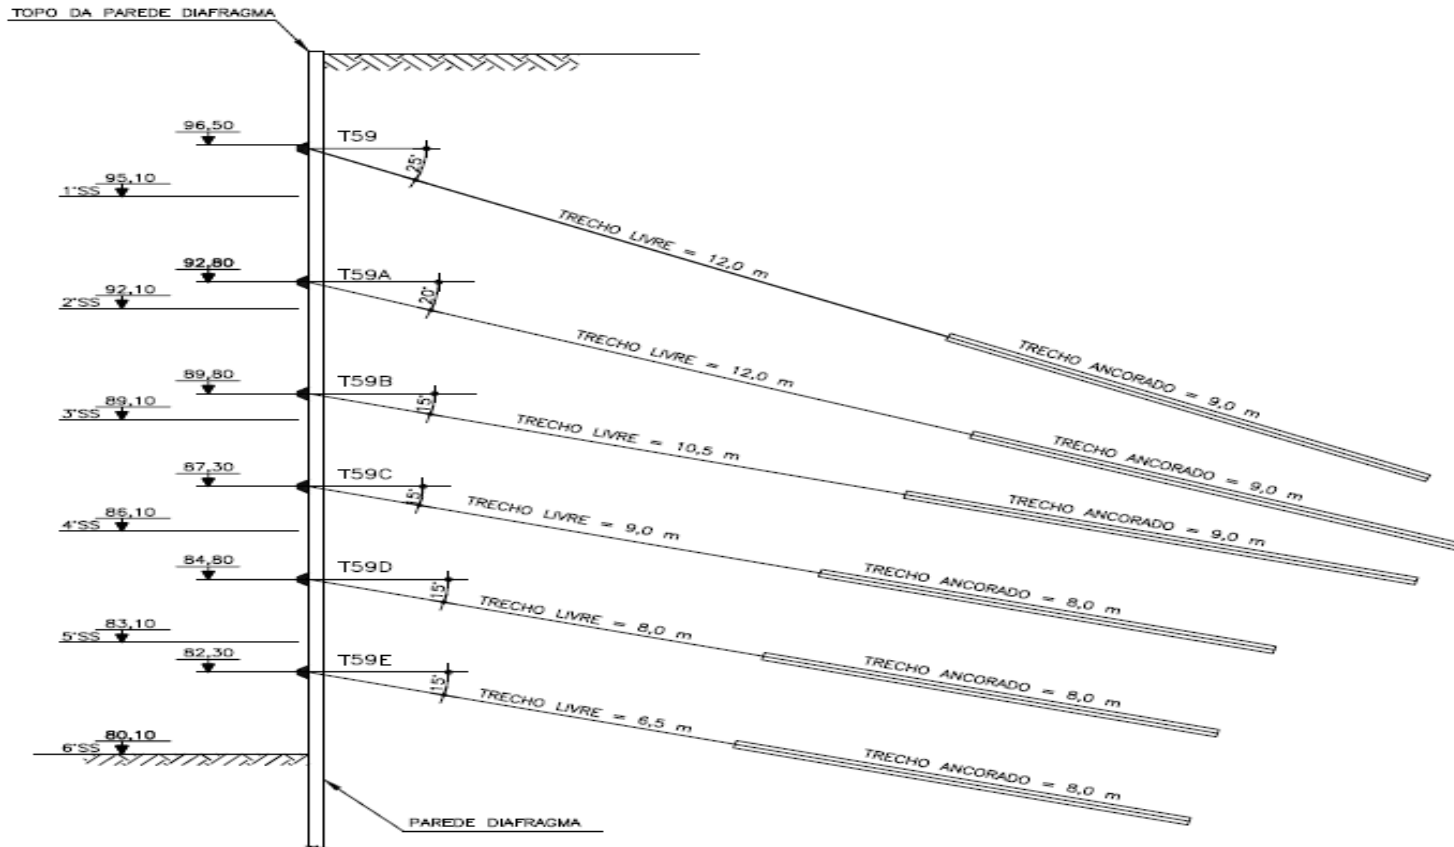 TOPO DA PAREDE DIAFRAGMA
96,50
T59
25°
95,10
1°SS
TRECHO LIVRE = 12,0 m
92,80
T59A
20°
92,10
2°SS
TRECHO LIVRE = 12,0 m
TRECHO ANCORADO = 9,0 m
89,80
T59B
15°
89,10
3°SS
TRECHO LIVRE = 10,5 m
TRECHO ANCORADO = 9,0 m
87,30
T59C
15°
86,10
4°SS
TRECHO LIVRE = 9,0 m
TRECHO ANCORADO = 9,0 m
84,80
T59D
15°
TRECHO LIVRE = 8,0 m
TRECHO ANCORADO = 8,0 m
83,10
5°SS
82,30
T59E
15°
TRECHO LIVRE = 6,5 m
TRECHO ANCORADO = 8,0 m
80,10
6°SS
TRECHO ANCORADO = 8,0 m
PAREDE DIAFRAGMA